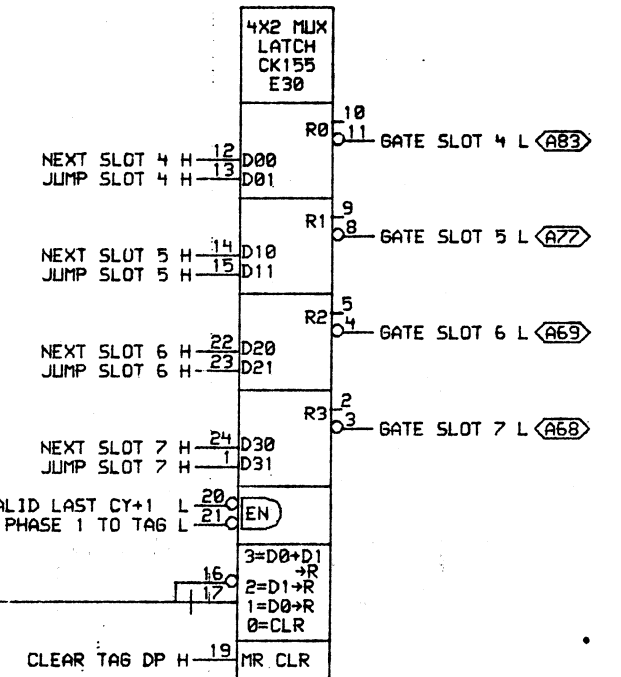 4X2 MUX
LATCH
CK155
E30
R0 10
11 GATE SLOT 4 L A83
NEXT SLOT 4 H 12 D00
JUMP SLOT 4 H 13 D01
R1 9
8 GATE SLOT 5 L A77
NEXT SLOT 5 H 14 D10
JUMP SLOT 5 H 15 D11
R2 5
4 GATE SLOT 6 L A69
NEXT SLOT 6 H 22 D20
JUMP SLOT 6 H 23 D21
R3 2
3 GATE SLOT 7 L A68
NEXT SLOT 7 H 24 D30
JUMP SLOT 7 H 1 D31
ALID LAST CY+1 L 20
PHASE 1 TO TAG L 21 EN
3=D0+D1
→R
16 2=D1→R
17 1=D0→R
0=CLR
CLEAR TAG DP H 19 MR CLR